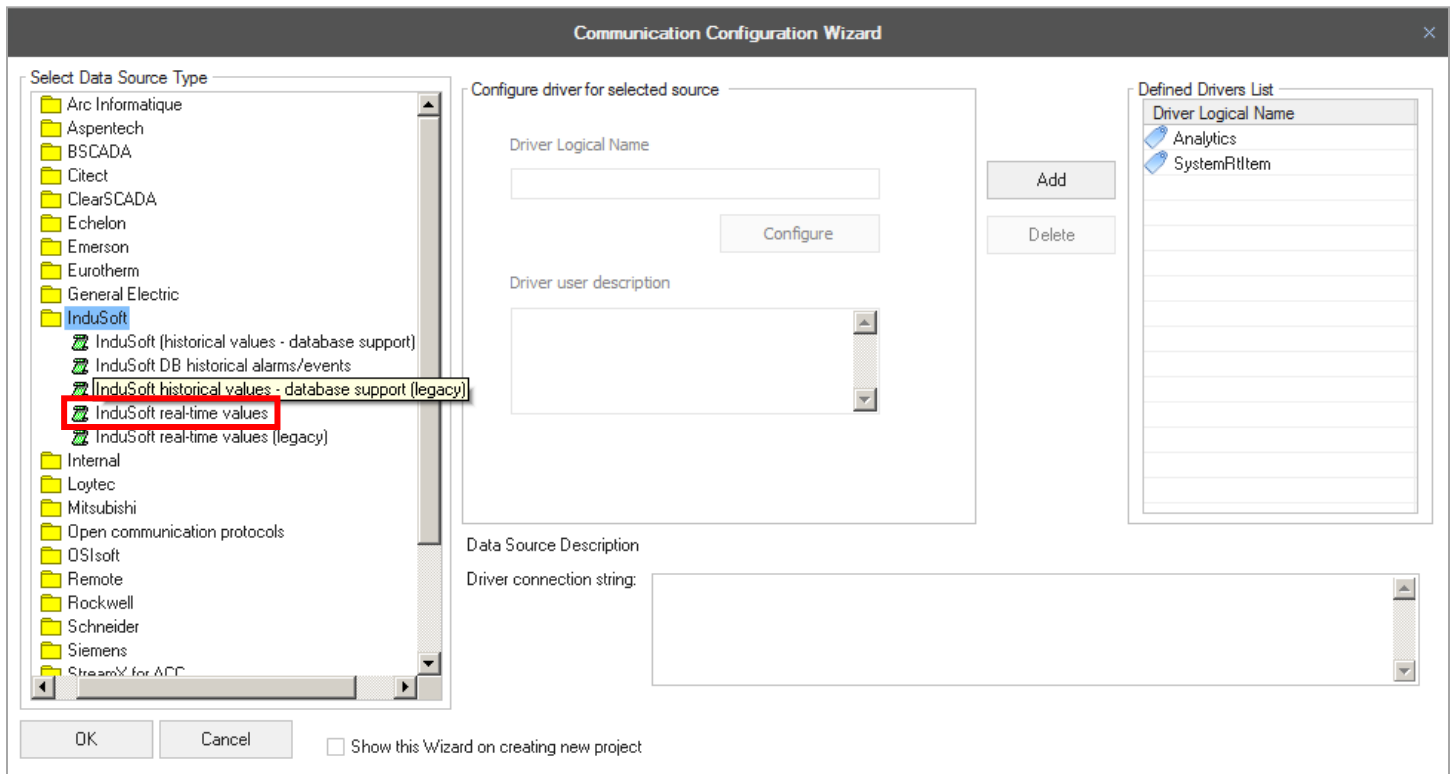 Communication Configuration Wizard
Select Data Source Type
Arc Informatique
Aspentech
BSCADA
Citect
ClearSCADA
Echelon
Emerson
Eurotherm
General Electric
InduSoft
InduSoft (historical values - database support)
InduSoft DB historical alarms/events
InduSoft historical values - database support (legacy)
InduSoft real-time values
InduSoft real-time values (legacy)
Internal
Loytec
Mitsubishi
Open communication protocols
OSIsoft
Remote
Rockwell
Schneider
Siemens
StreamX for ACC
OK
Cancel
Show this Wizard on creating new project
Configure driver for selected source
Driver Logical Name
Configure
Driver user description
Add
Delete
Defined Drivers List
Driver Logical Name
Analytics
SystemRtItem
Data Source Description
Driver connection string: